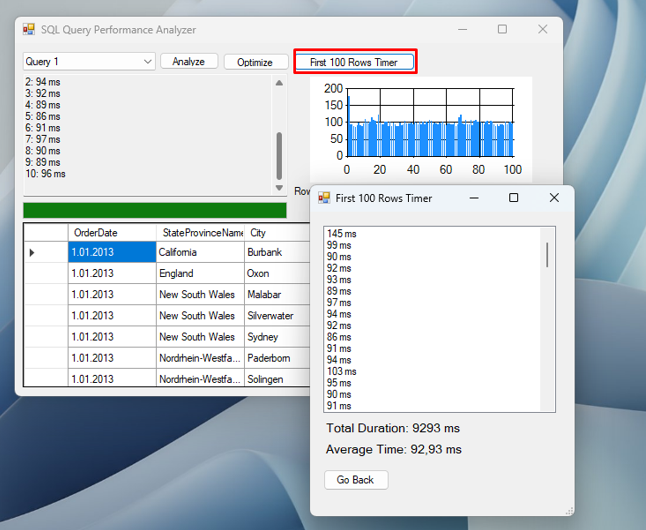 SQL Query Performance Analyzer
Query 1
Analyze
Optimize
First 100 Rows Timer
2: 94 ms
3: 92 ms
4: 89 ms
5: 86 ms
6: 91 ms
7: 97 ms
8: 90 ms
9: 89 ms
10: 96 ms
200
150
100
50
0
0 20 40 60 80 100
OrderDate StateProvinceName City
1.01.2013 California Burbank
1.01.2013 England Oxon
1.01.2013 New South Wales Malabar
1.01.2013 New South Wales Silverwater
1.01.2013 New South Wales Sydney
1.01.2013 Nordrhein-Westfa... Paderborn
1.01.2013 Nordrhein-Westfa... Solingen
First 100 Rows Timer
145 ms
99 ms
90 ms
92 ms
93 ms
89 ms
97 ms
94 ms
92 ms
86 ms
91 ms
94 ms
103 ms
95 ms
90 ms
91 ms
Total Duration: 9293 ms
Average Time: 92,93 ms
Go Back